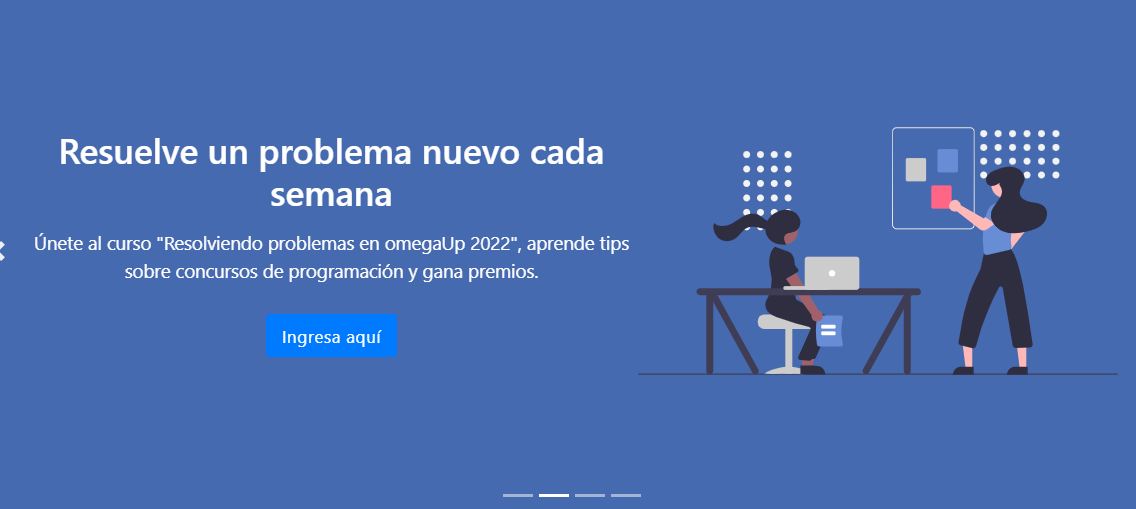 Resuelve un problema nuevo cada
semana
Únete al curso "Resolviendo problemas en omegaUp 2022", aprende tips
sobre concursos de programación y gana premios.
Ingresa aquí